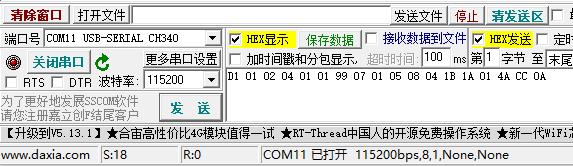 清除窗口 打开文件 发送文件 停止 清发送区
端口号 COM11 USB-SERIAL CH340 HEX显示 保存数据 接收数据到文件 HEX发送 定时
关闭串口 更多串口设置 加时间戳和分包显示, 超时时间: 100 ms 第1 字节 至 末尾
RTS DTR 波特率: 115200
D1 01 02 04 01 01 99 07 01 05 01 05 08 04 1B 1A 01 4A CC 0A
为了更好地发展SSCOM软件
请您注册嘉立创F结尾客户
发 送
【升级到V5.13.1】★合宙高性价比4G模块值得一试 ★RT-Thread中国人的开源免费操作系统 ★新一代WiFi芯
www.daxia.com S:18 R:0 COM11 已打开 115200bps,8,1,None,None